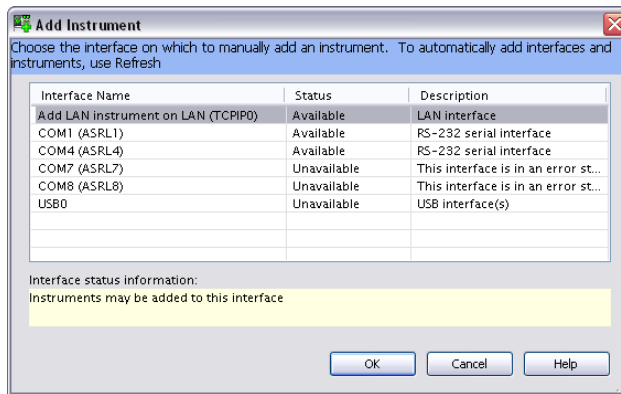 Add Instrument
Choose the interface on which to manually add an instrument. To automatically add interfaces and
instruments, use Refresh
Interface Name Status Description
Add LAN instrument on LAN (TCPIP0) Available LAN interface
COM1 (ASRL1) Available RS-232 serial interface
COM4 (ASRL4) Available RS-232 serial interface
COM7 (ASRL7) Unavailable This interface is in an error st...
COM8 (ASRL8) Unavailable This interface is in an error st...
USB0 Unavailable USB interface(s)
Interface status information:
Instruments may be added to this interface
OK Cancel Help